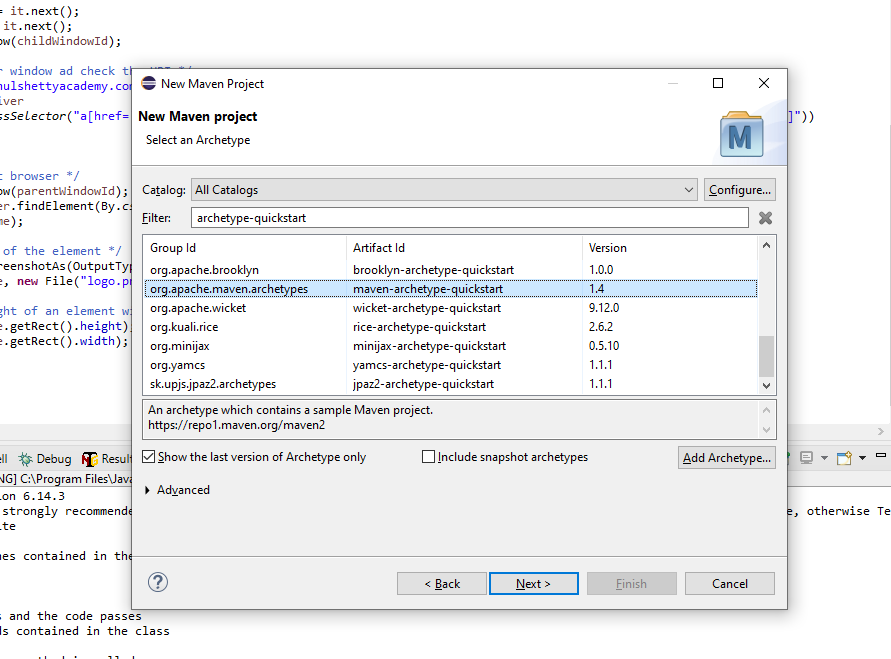 = it.next();
it.next();
ow(childWindowId);
New Maven Project
r window ad check th
hulshettyacademy.com
iver
ssSelector("a[href=
]"))
New Maven project
Select an Archetype
M
t browser */
ow(parentWindowId);
er.findElement(By.cs
me);
of the element */
reenshotAs(OutputTyp
e, new File("logo.pn
ght of an element wi
e.getRect().height);
e.getRect().width);
Catalog:
All Catalogs
Configure...
Filter:
archetype-quickstart
Group Id Artifact Id Version
org.apache.brooklyn brooklyn-archetype-quickstart 1.0.0
org.apache.maven.archetypes maven-archetype-quickstart 1.4
org.apache.wicket wicket-archetype-quickstart 9.12.0
org.kuali.rice rice-archetype-quickstart 2.6.2
org.minijax minijax-archetype-quickstart 0.5.10
org.yamcs yamcs-archetype-quickstart 1.1.1
sk.upjs.jpaz2.archetypes jpaz2-archetype-quickstart 1.1.1
An archetype which contains a sample Maven project.
https://repo1.maven.org/maven2
Show the last version of Archetype only
Include snapshot archetypes
Add Archetype...
Advanced
ell Debug Result
NG] C:\Program Files\Java
ion 6.14.3
strongly recommende
e, otherwise Te
ite
nes contained in the
? < Back Next > Finish Cancel
s and the code passes
ds contained in the class